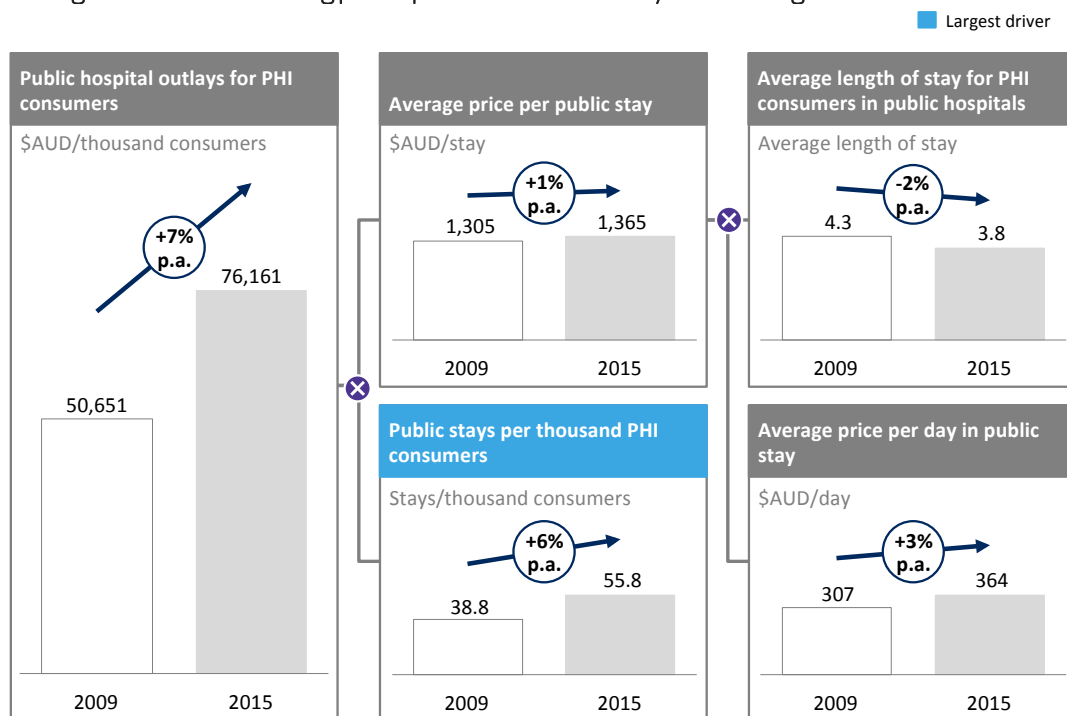 Largest driver
Public hospital outlays for PHI
consumers
$AUD/thousand consumers
+7%
p.a.
76,161
50,651
2009 2015
Average price per public stay
$AUD/stay
+1%
p.a.
1,305 1,365
2009 2015
Public stays per thousand PHI
consumers
Stays/thousand consumers
+6%
p.a.
55.8
38.8
2009 2015
Average length of stay for PHI
consumers in public hospitals
Average length of stay
-2%
p.a.
4.3
3.8
2009 2015
Average price per day in public
stay
$AUD/day
+3%
p.a.
307 364
2009 2015